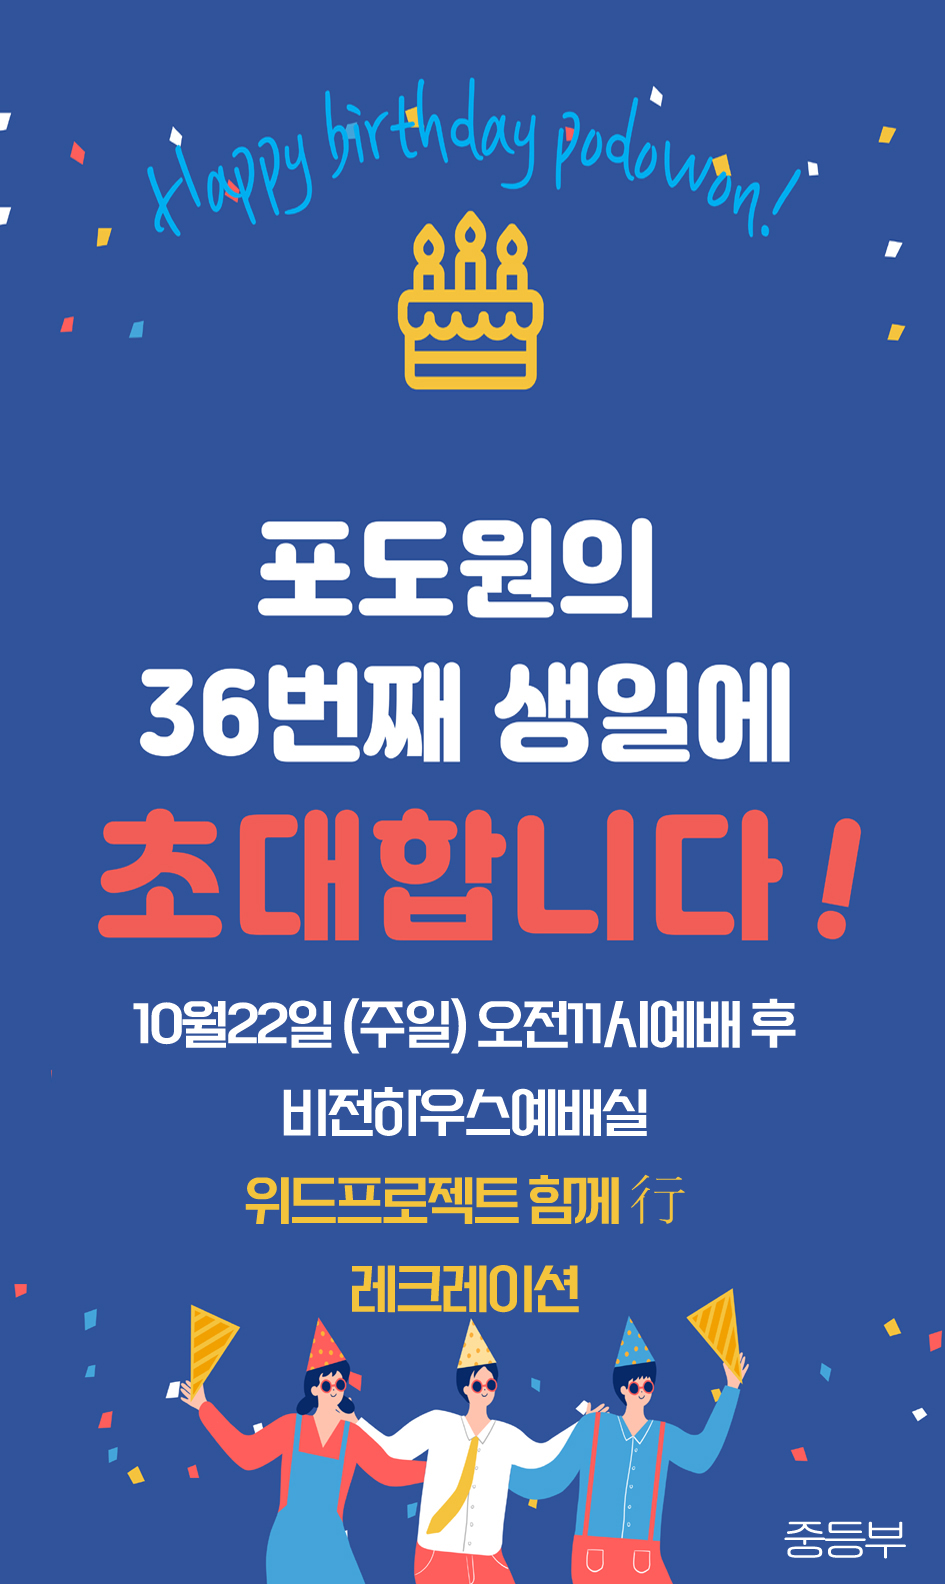 Happy birthday podowon!
포도원의
36번째 생일에
초대합니다!
10월22일 (주일) 오전11시예배 후
비전하우스예배실
위드프로젝트 함께 行
레크레이션
중등부